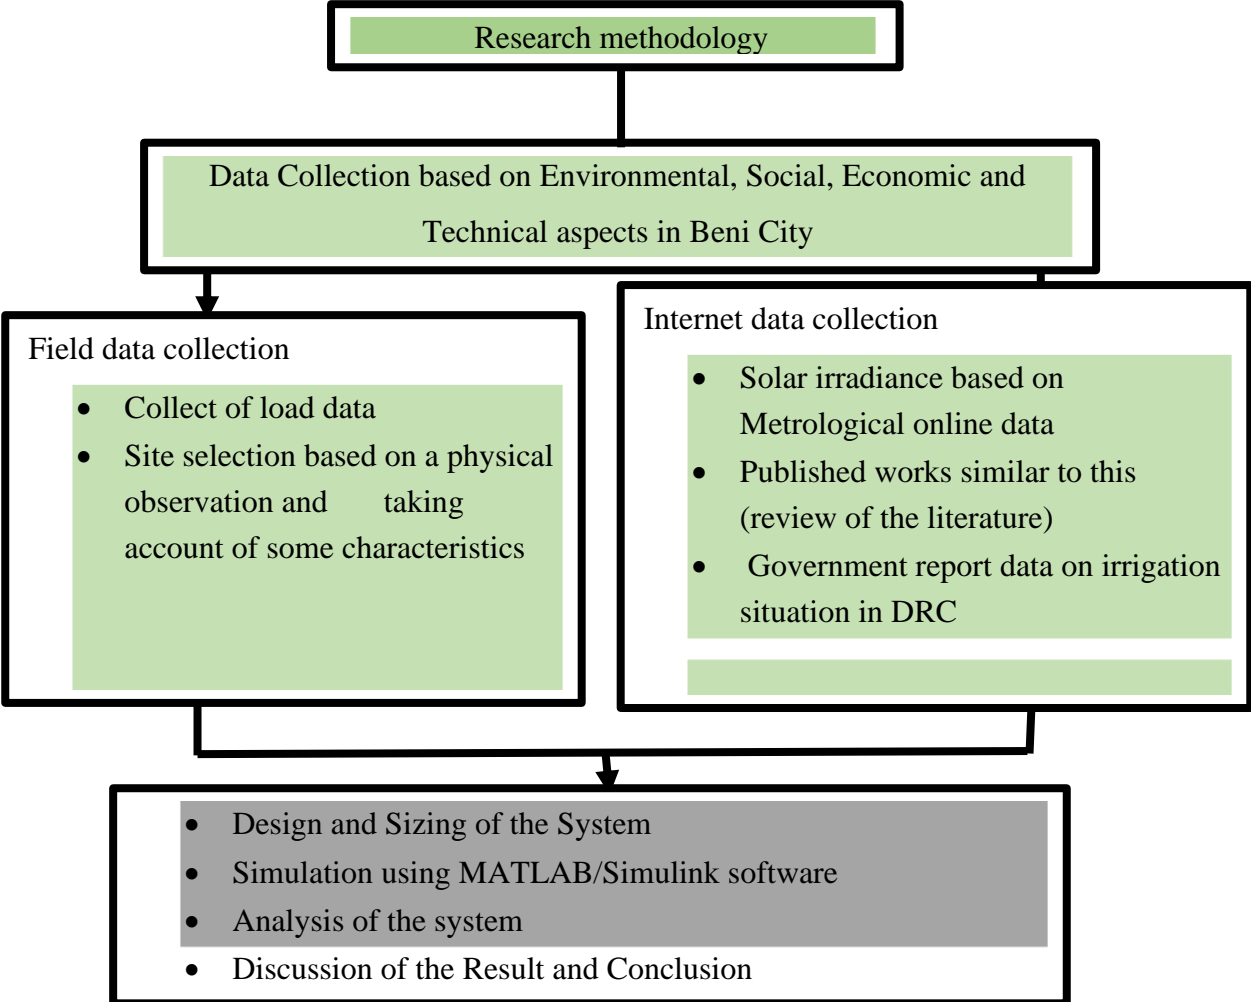 Research methodology
Data Collection based on Environmental, Social, Economic and
Technical aspects in Beni City
Field data collection
• Collect of load data
• Site selection based on a physical
observation and taking
account of some characteristics
Internet data collection
• Solar irradiance based on
Metrological online data
• Published works similar to this
(review of the literature)
• Government report data on irrigation
situation in DRC
• Design and Sizing of the System
• Simulation using MATLAB/Simulink software
• Analysis of the system
• Discussion of the Result and Conclusion